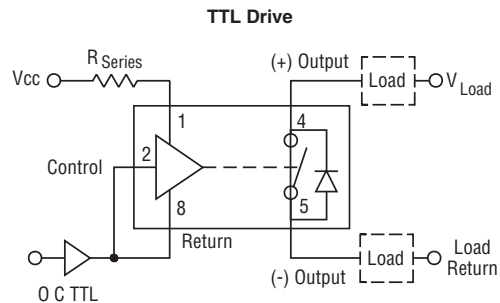 TTL Drive
R Series
Vcc
(+) Output
Load
V Load
1
4
Control
2
8
5
Return
O C TTL
(-) Output
Load
Load
Return